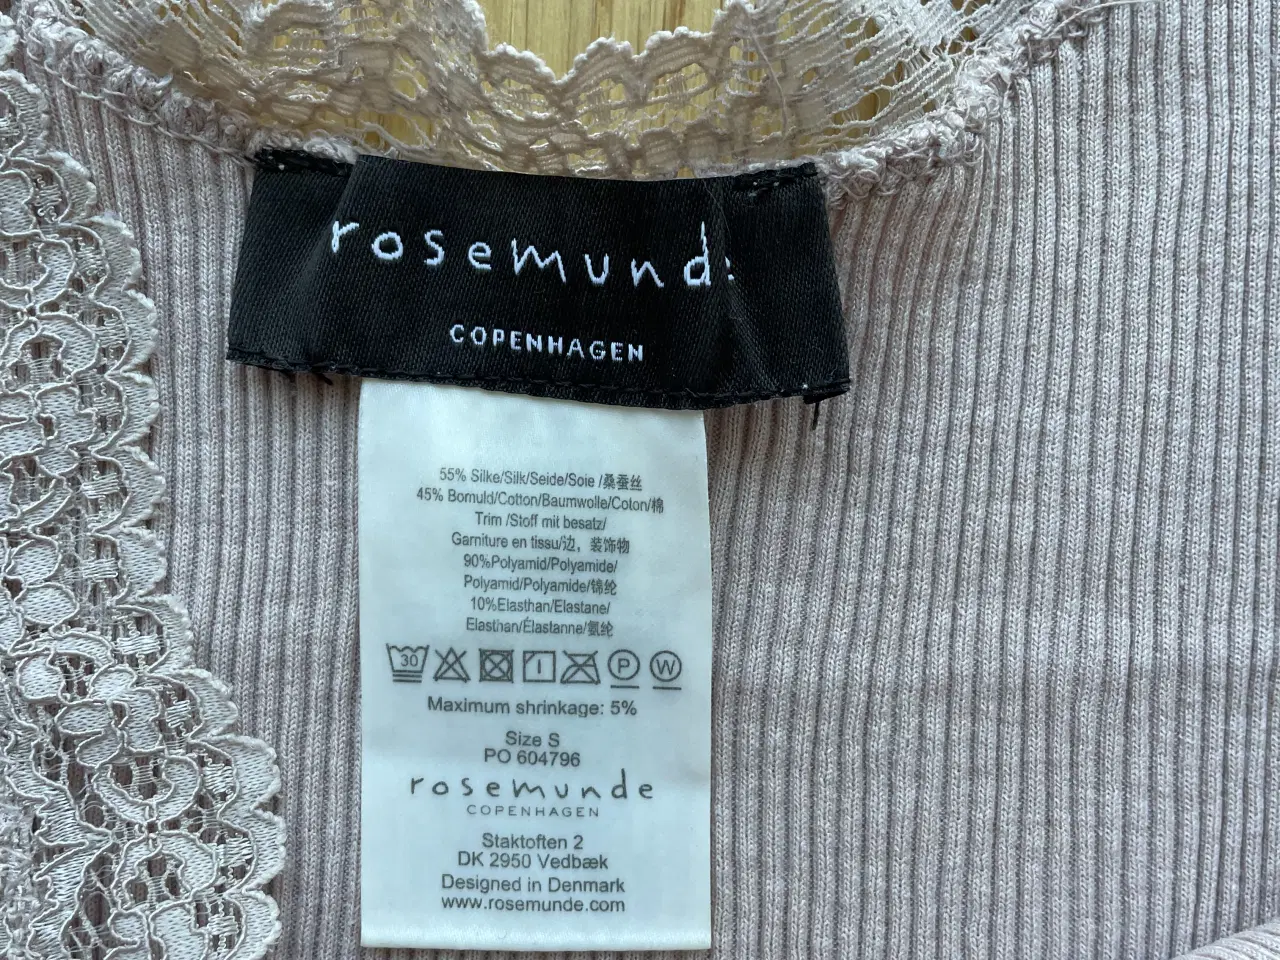 rosemund
COPENHAGEN
55% Silke/Silk/Seide/Soie /桑蚕丝
45% Bomuld/Cotton/Baumwolle/Coton/棉
Trim /Stoff mit besatz/
Garniture en tissu/边，装饰物
90%Polyamid/Polyamide/
Polyamid/Polyamide/锦纶
10%Elasthan/Elastane/
Elasthan/Élastanne/氨纶
30 P W
Maximum shrinkage: 5%
Size S
PO 604796
rosemunde
COPENHAGEN
Staktoften 2
DK 2950 Vedbæk
Designed in Denmark
www.rosemunde.com